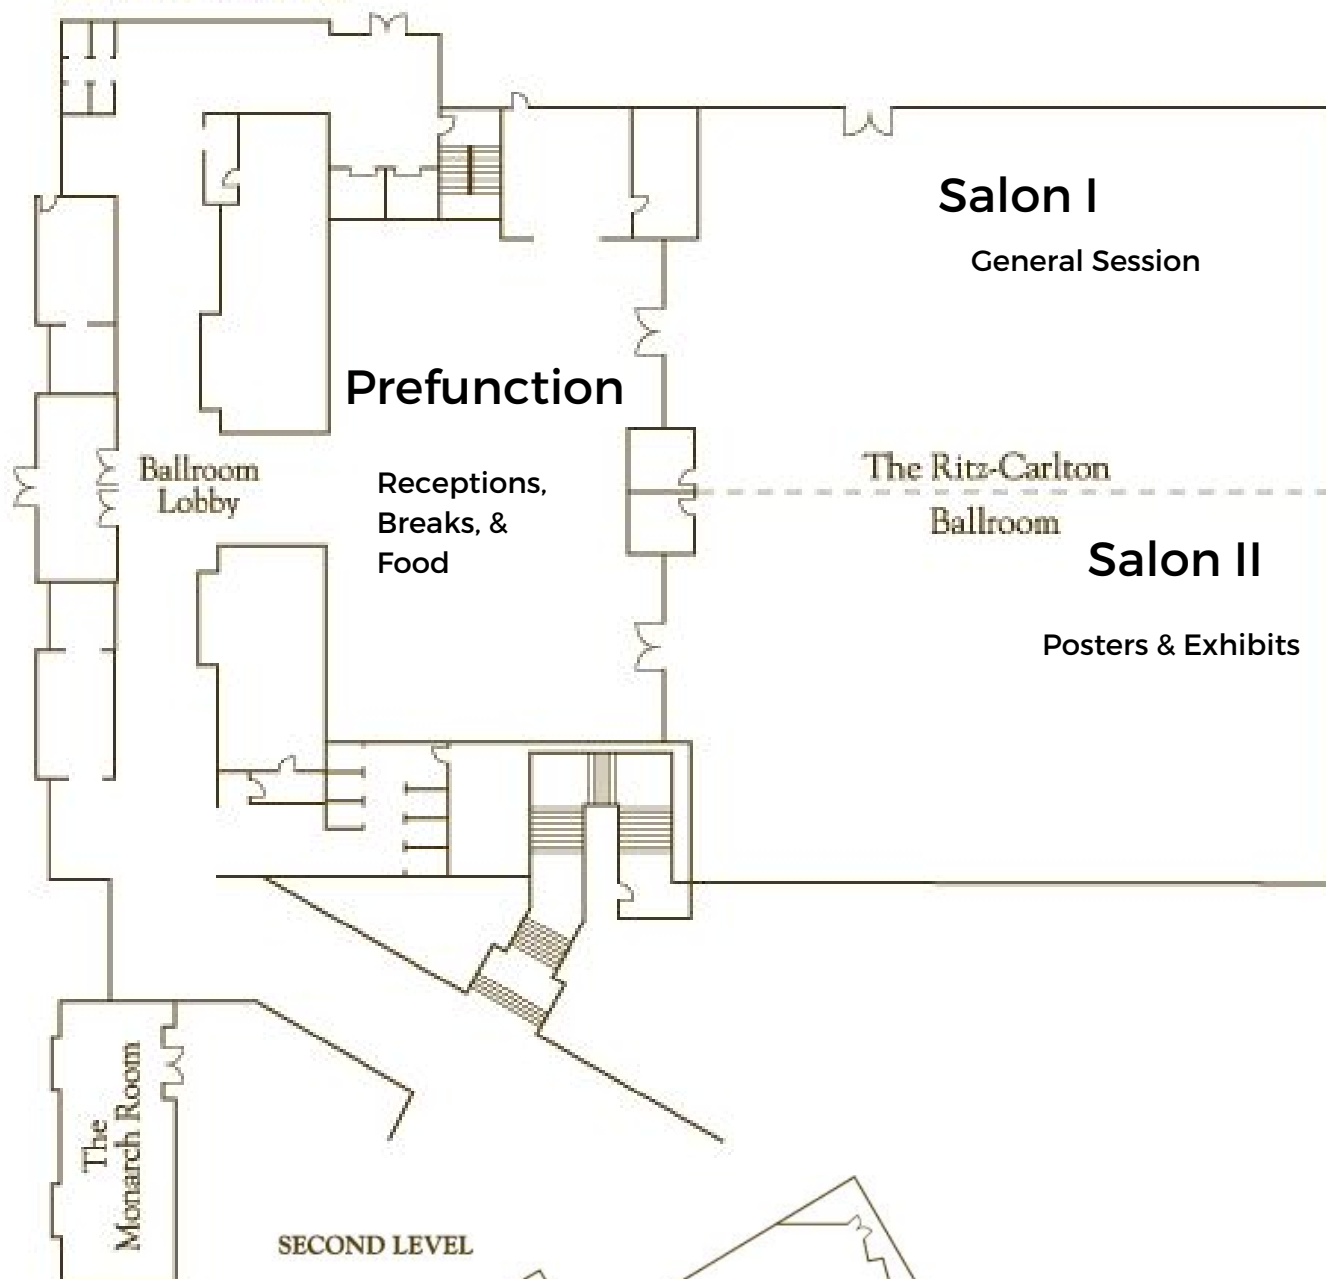 Salon I
General Session
Prefunction
Receptions,
Breaks, &
Food
Ballroom
Lobby
The Ritz-Carlton
Ballroom
Salon II
Posters & Exhibits
The
Monarch Room
SECOND LEVEL